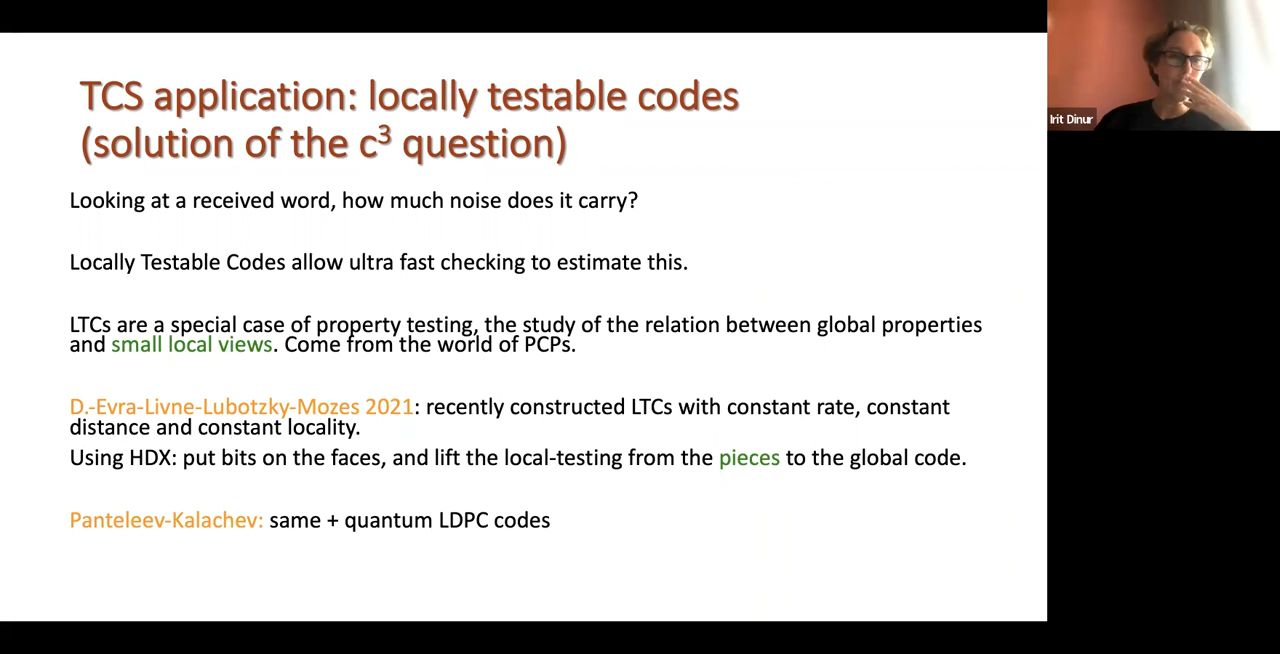 TCS application: locally testable codes
(solution of the c³ question)
Irit Dinur
Looking at a received word, how much noise does it carry?
Locally Testable Codes allow ultra fast checking to estimate this.
LTCs are a special case of property testing, the study of the relation between global properties
and small local views. Come from the world of PCPs.
D.-Evra-Livne-Lubotzky-Mozes 2021: recently constructed LTCs with constant rate, constant
distance and constant locality.
Using HDX: put bits on the faces, and lift the local-testing from the pieces to the global code.
Panteleev-Kalachev: same + quantum LDPC codes